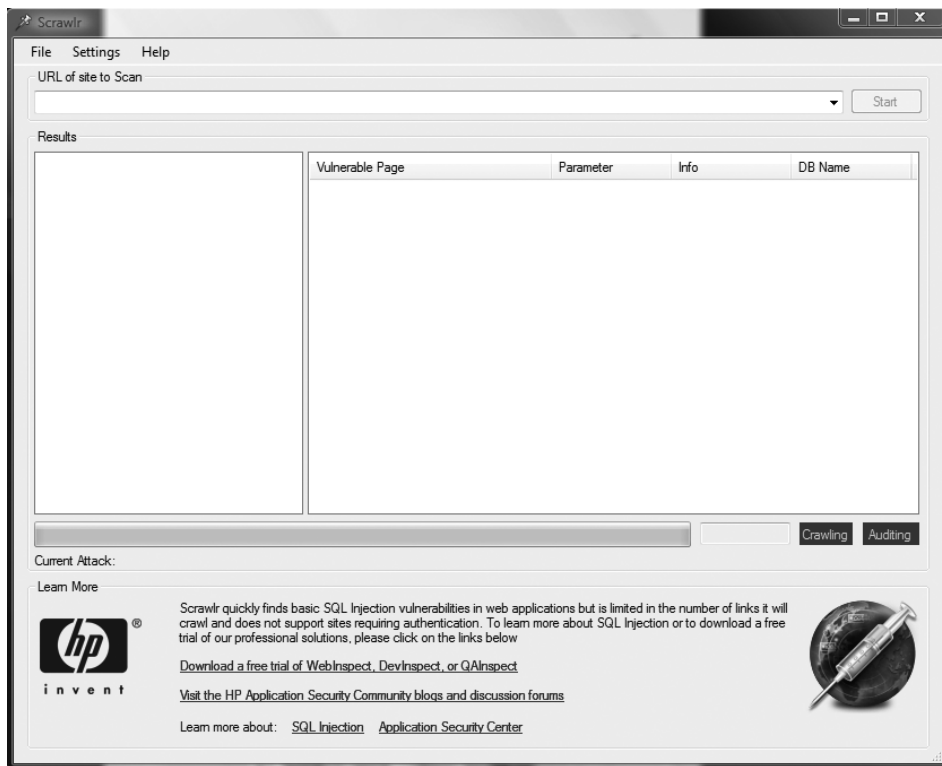 Scrawlr
File Settings Help
URL of site to Scan
Start
Results
Vulnerable Page Parameter Info DB Name
Crawling Auditing
Current Attack:
Learn More
Scrawlr quickly finds basic SQL Injection vulnerabilities in web applications but is limited in the number of links it will
crawl and does not support sites requiring authentication. To learn more about SQL Injection or to download a free
trial of our professional solutions, please click on the links below
hp ®
invent
Download a free trial of WebInspect, DevInspect, or QAInspect
Visit the HP Application Security Community blogs and discussion forums
Learn more about: SQL Injection Application Security Center